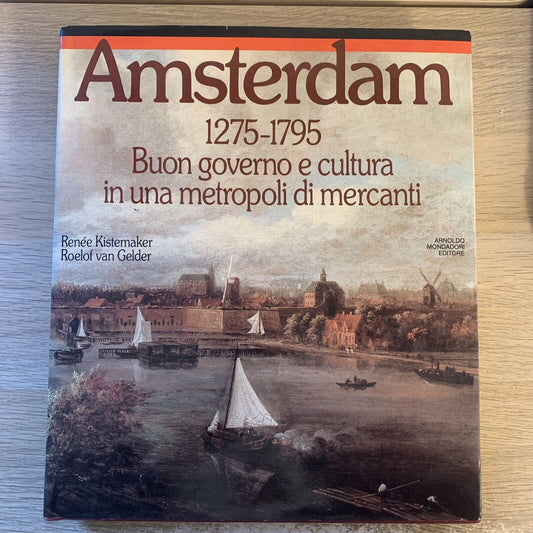 Amsterdam
1275-1795
Buon governo e cultura
in una metropoli di mercanti
Renée Kistemaker
Roelof van Gelder
ARNOLDO
MONDADORI
EDITORE